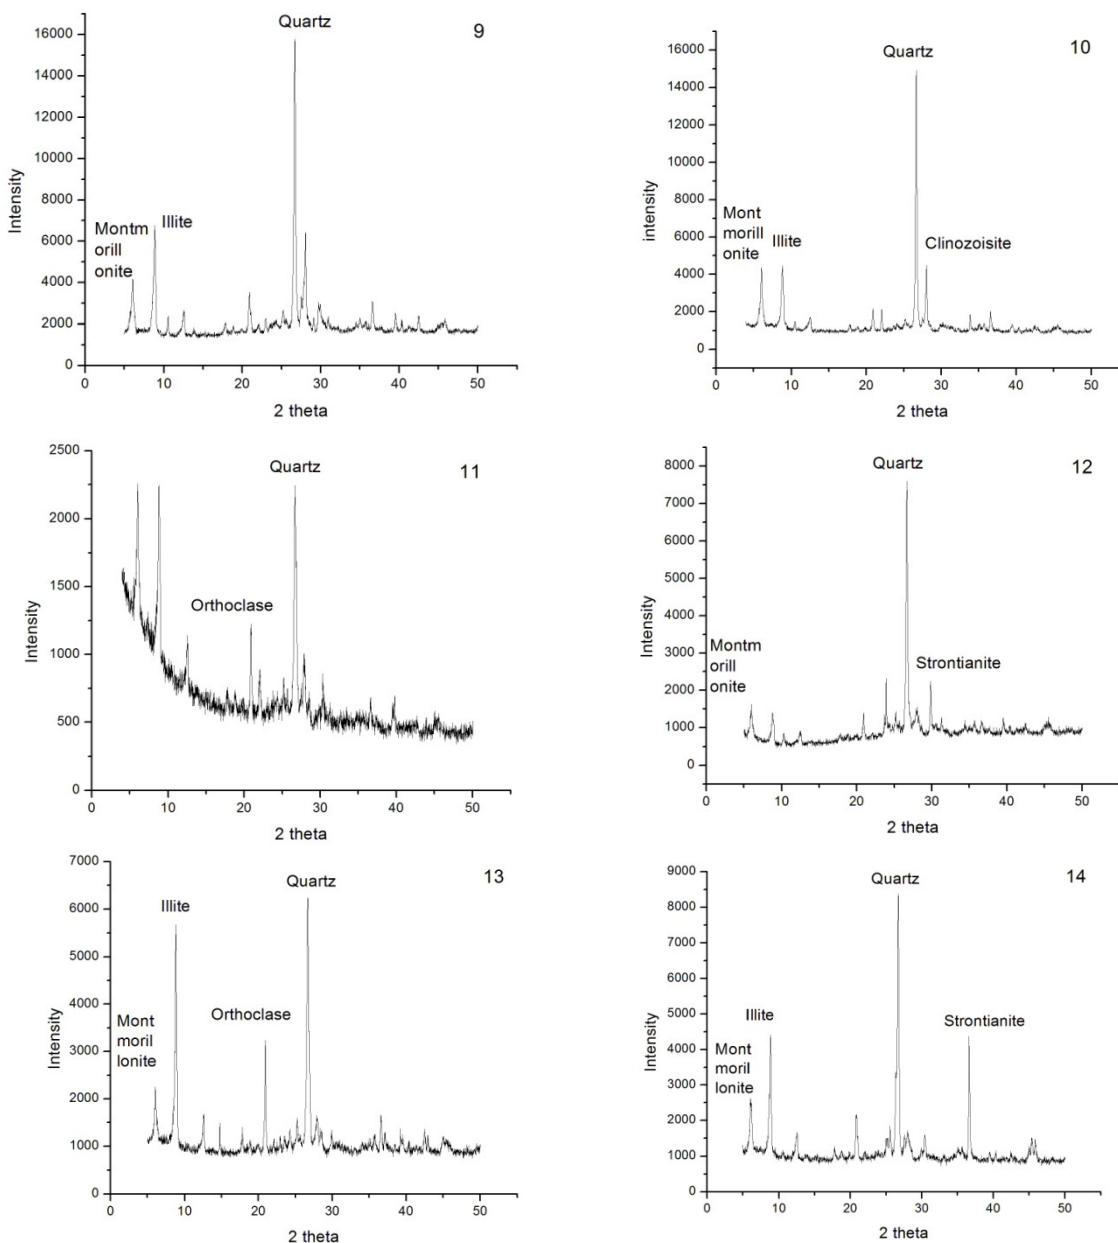 Quartz
9
16000
14000
12000
10000
8000
6000
4000
2000
0
Intensity
Illite
Montm
orill
onite
0 10 20 30 40 50
2 theta
10
Quartz
16000
14000
12000
10000
8000
6000
4000
2000
0
intensity
Mont
morill
onite
Illite
Clinozoisite
0 10 20 30 40 50
2 theta
2500
2000
1500
1000
500
0
Intensity
Quartz
11
Orthoclase
0 10 20 30 40 50
2 theta
Quartz
12
8000
7000
6000
5000
4000
3000
2000
1000
0
Intensity
Montm
orill
onite
Strontianite
0 10 20 30 40 50
2 theta
7000
6000
5000
4000
3000
2000
1000
0
Intensity
Quartz
13
Illite
Orthoclase
Mont
moril
lonite
0 10 20 30 40 50
2 theta
Quartz
14
9000
8000
7000
6000
5000
4000
3000
2000
1000
0
Intensity
Illite
Strontianite
Mont
moril
lonite
0 10 20 30 40 50
2 theta